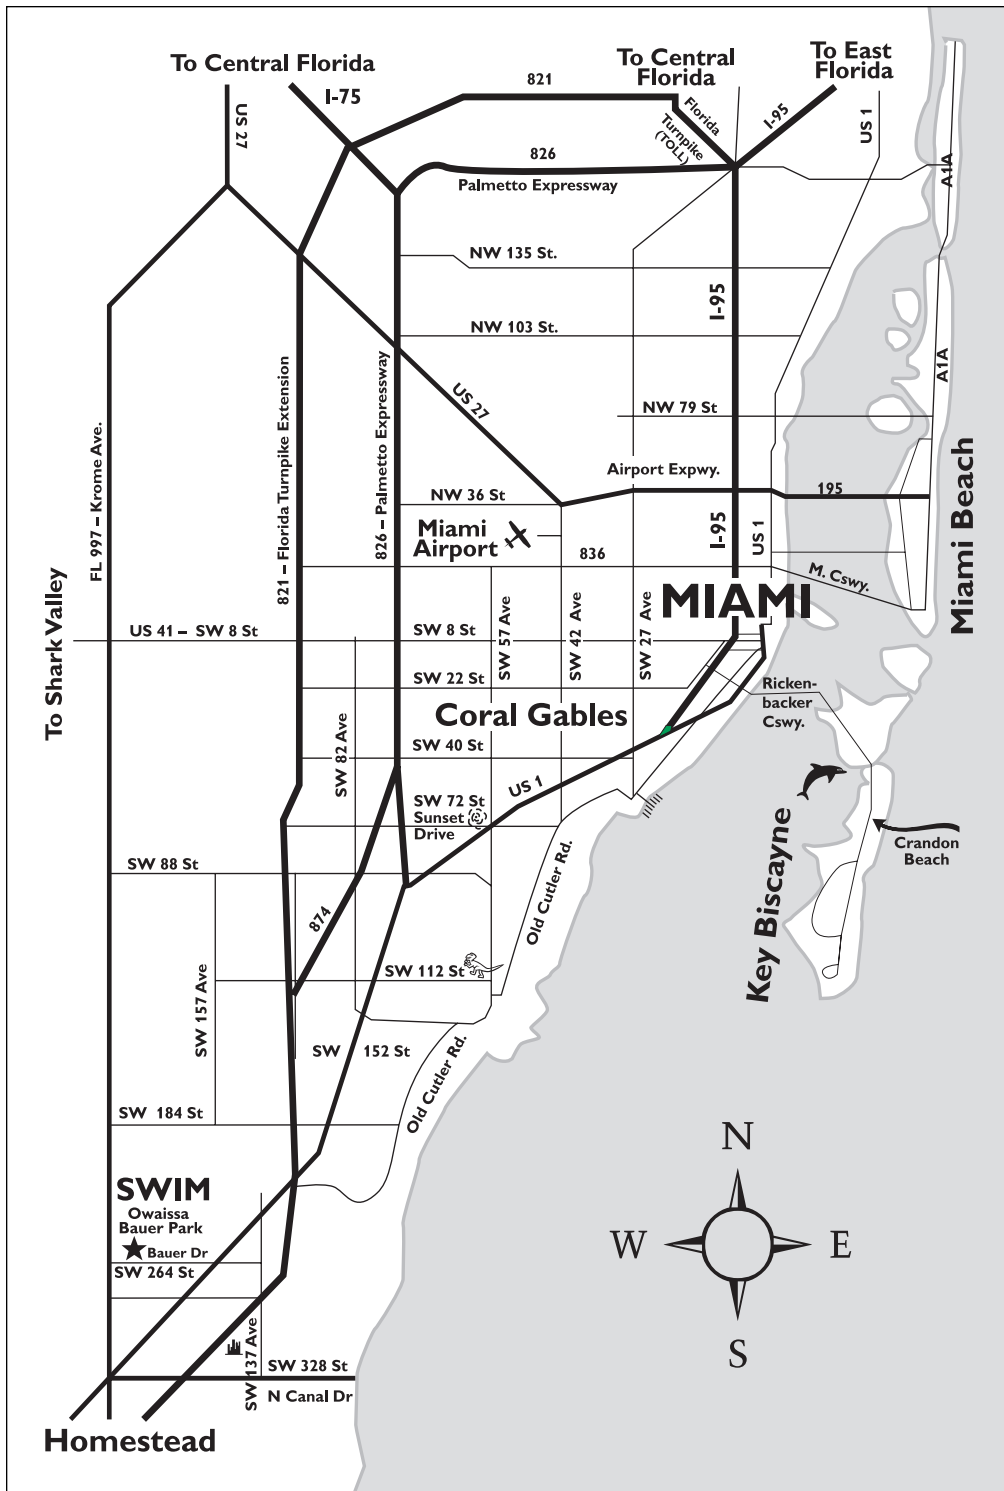 To Central Florida
To Central
Florida
To East
Florida
I-75
821
Florida
Turnpike
(TOLL)
I-95
US 1
US 27
826
Palmetto Expressway
A1A
NW 135 St.
I-95
NW 103 St.
A1A
US 27
NW 79 St
FL 997 – Krome Ave.
821 – Florida Turnpike Extension
826 – Palmetto Expressway
Airport Expwy.
195
NW 36 St
Miami
Airport
I-95
US 1
836
M. Cswy.
Miami Beach
To Shark Valley
MIAMI
US 41 – SW 8 St
SW 8 St
SW 57 Ave
SW 42 Ave
SW 27 Ave
SW 22 St
Ricken-
backer
Cswy.
Coral Gables
SW 82 Ave
SW 40 St
US 1
SW 72 St
Sunset
Drive
Key Biscayne
Crandon
Beach
SW 88 St
874
Old Cutler Rd.
SW 112 St
SW 157 Ave
SW 152 St
Old Cutler Rd.
SW 184 St
SWIM
Owaissa
Bauer Park
Bauer Dr
SW 264 St
SW 137 Ave
SW 328 St
N Canal Dr
Homestead
N
W
E
S